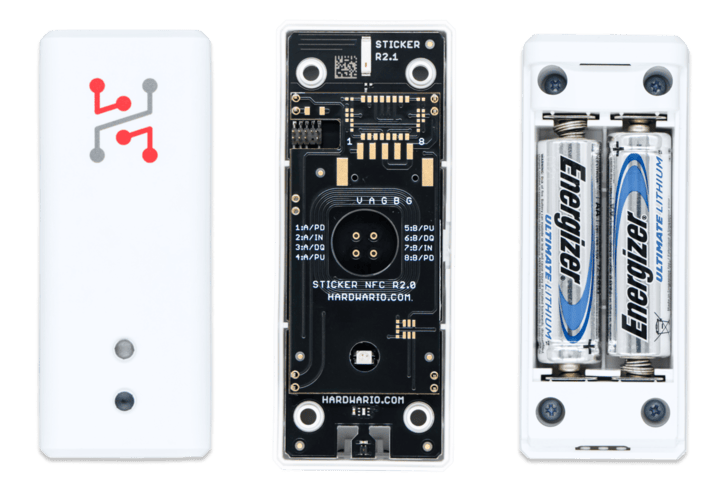 STICKER
R2.1
1
8
V A G B G
1:A/PD
2:A/IN
3:A/DQ
4:A/PU
5:B/PU
6:B/DQ
7:B/IN
8:B/PD
STICKER NFC R2.0
HARDWARIO.COM
HARDWARIO.COM
Energizer
ULTIMATE LITHIUM
Energizer
ULTIMATE LITHIUM